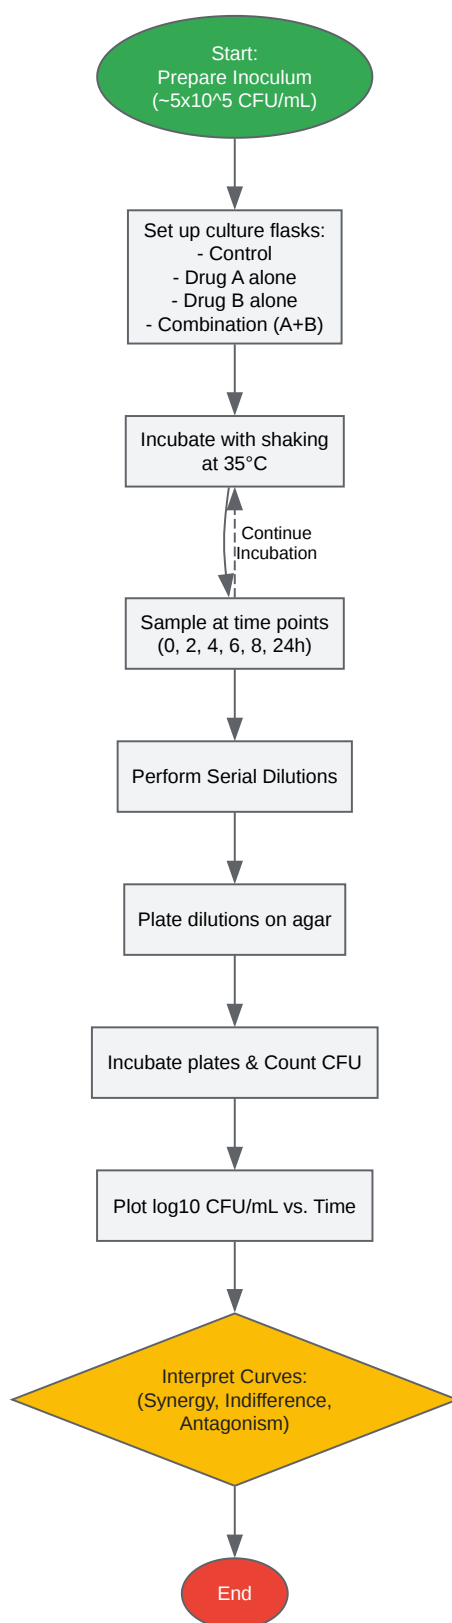 Start:
Prepare Inoculum
(~5x10^5 CFU/mL)
Set up culture flasks:
- Control
- Drug A alone
- Drug B alone
- Combination (A+B)
Incubate with shaking
at 35°C
Continue
Incubation
Sample at time points
(0, 2, 4, 6, 8, 24h)
Perform Serial Dilutions
Plate dilutions on agar
Incubate plates & Count CFU
Plot log10 CFU/mL vs. Time
Interpret Curves:
(Synergy, Indifference,
Antagonism)
End